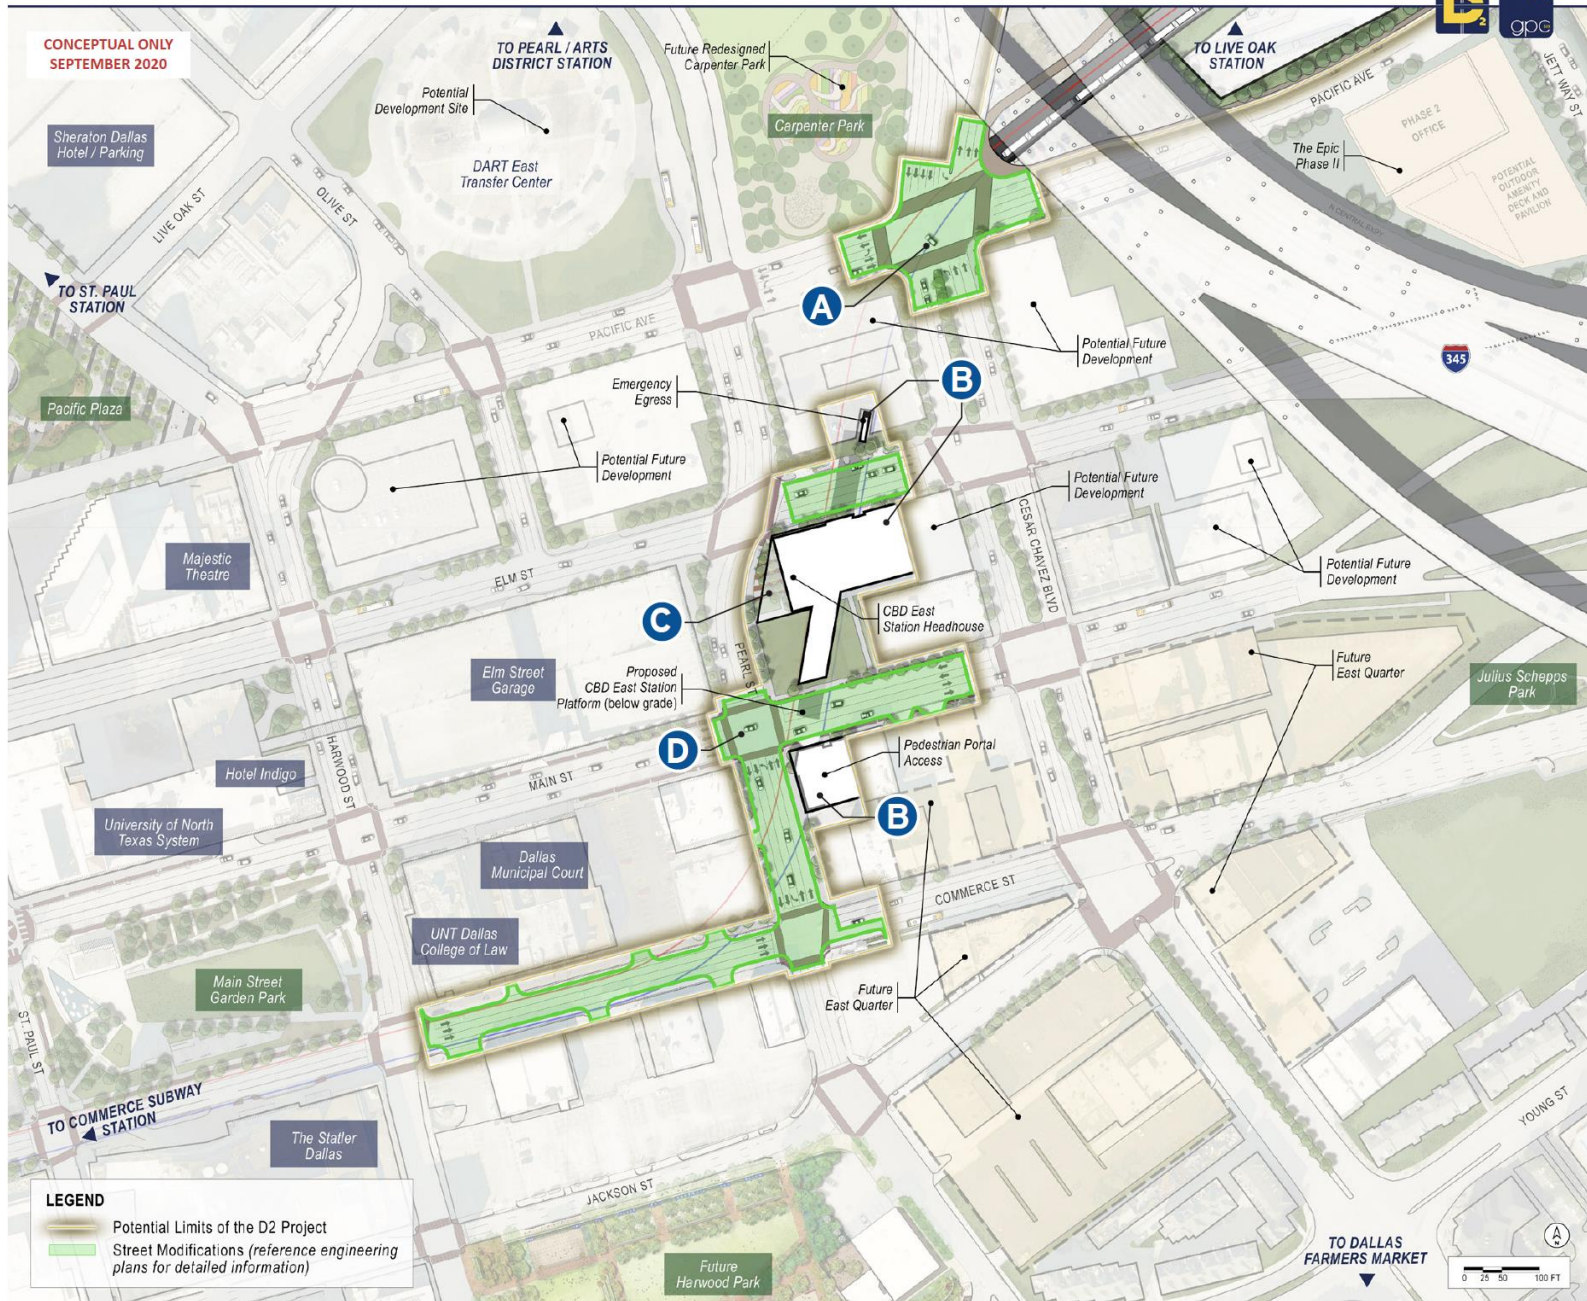 CONCEPTUAL ONLY
SEPTEMBER 2020
TO PEARL / ARTS
DISTRICT STATION
Future Redesigned
Carpenter Park
TO LIVE OAK
STATION
D2
gpc
JETT WAY ST
PACIFIC AVE
Potential
Development Site
PHASE 2
OFFICE
Sheraton Dallas
Hotel / Parking
Carpenter Park
The Epic
Phase II
DART East
Transfer Center
POTENTIAL
OUTDOOR
AMENITY
DECK AND
PAVILION
LIVE OAK ST
OLIVE ST
N CENTRAL EXPY
TO ST. PAUL
STATION
A
PACIFIC AVE
Potential Future
Development
345
B
Emergency
Egress
Pacific Plaza
Potential Future
Development
Potential Future
Development
CESAR CHAVEZ BLVD
Majestic
Theatre
ELM ST
Potential Future
Development
C
CBD East
Station Headhouse
PEARL ST
Elm Street
Garage
Proposed
CBD East Station
Platform (below grade)
Future
East Quarter
Julius Schepps
Park
D
Pedestrian Portal
Access
HARWOOD ST
Hotel Indigo
MAIN ST
B
University of North
Texas System
Dallas
Municipal Court
COMMERCE ST
UNT Dallas
College of Law
Main Street
Garden Park
Future
East Quarter
ST. PAUL ST
TO COMMERCE SUBWAY
STATION
The Statler
Dallas
YOUNG ST
JACKSON ST
LEGEND
Potential Limits of the D2 Project
Street Modifications (reference engineering
plans for detailed information)
Future
Harwood Park
TO DALLAS
FARMERS MARKET
N
0 25 50 100 FT